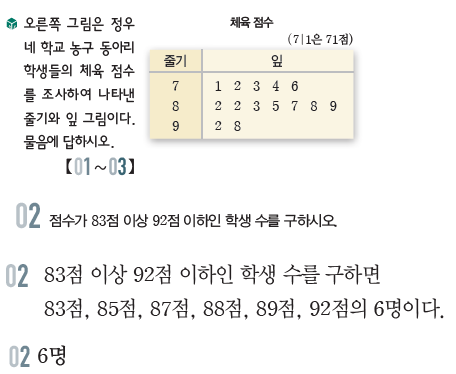 오른쪽 그림은 정우
네 학교 농구 동아리
학생들의 체육 점수
를 조사하여 나타낸
줄기와 잎 그림이다.
물음에 답하시오.
【01~03】
체육 점수
(7|1은 71점)
줄기 잎
7 1 2 3 4 6
8 2 2 3 5 7 8 9
9 2 8
02 점수가 83점 이상 92점 이하인 학생 수를 구하시오.
02 83점 이상 92점 이하인 학생 수를 구하면
83점, 85점, 87점, 88점, 89점, 92점의 6명이다.
02 6명